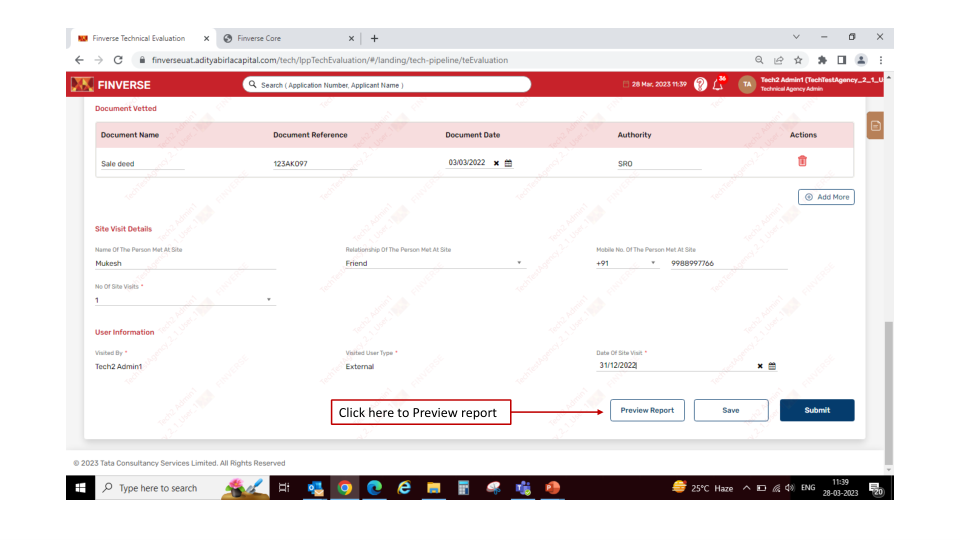 Finverse Technical Evaluation
Finverse Core
finverseuat.adityabirlacapital.com/tech/lppTechEvaluation/#/landing/tech-pipeline/teEvaluation
FINVERSE
Search ( Application Number, Applicant Name )
28 Mar, 2023 11:39
36
TA
Tech2 Admin1 (TechTestAgency_2_1_U
Technical Agency Admin
Document Vetted
Document Name Document Reference Document Date Authority Actions
Sale deed 123AK097 03/03/2022 SRO
Add More
Site Visit Details
Name Of The Person Met At Site Relationship Of The Person Met At Site Mobile No. Of The Person Met At Site
Mukesh Friend +91 9988997766
No Of Site Visits *
1
User Information
Visited By * Visited User Type * Date Of Site Visit *
Tech2 Admin1 External 31/12/2022
Click here to Preview report
Preview Report Save Submit
© 2023 Tata Consultancy Services Limited. All Rights Reserved
Type here to search
25°C Haze
ENG
11:39
28-03-2023
20